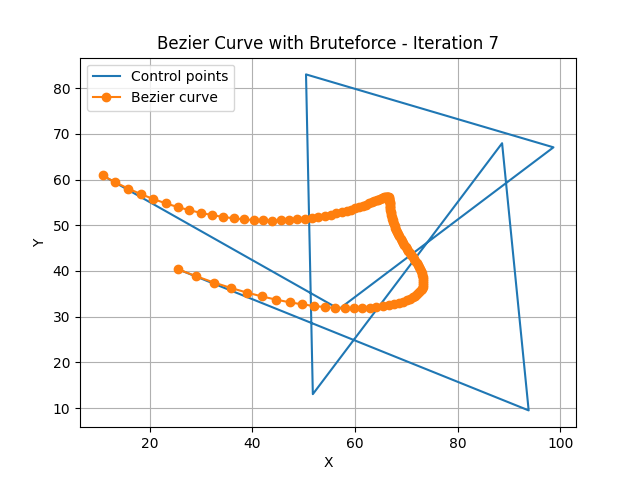 Bezier Curve with Bruteforce - Iteration 7
Control points
Bezier curve
80
70
60
50
40
30
20
10
Y
20 40 60 80 100
X